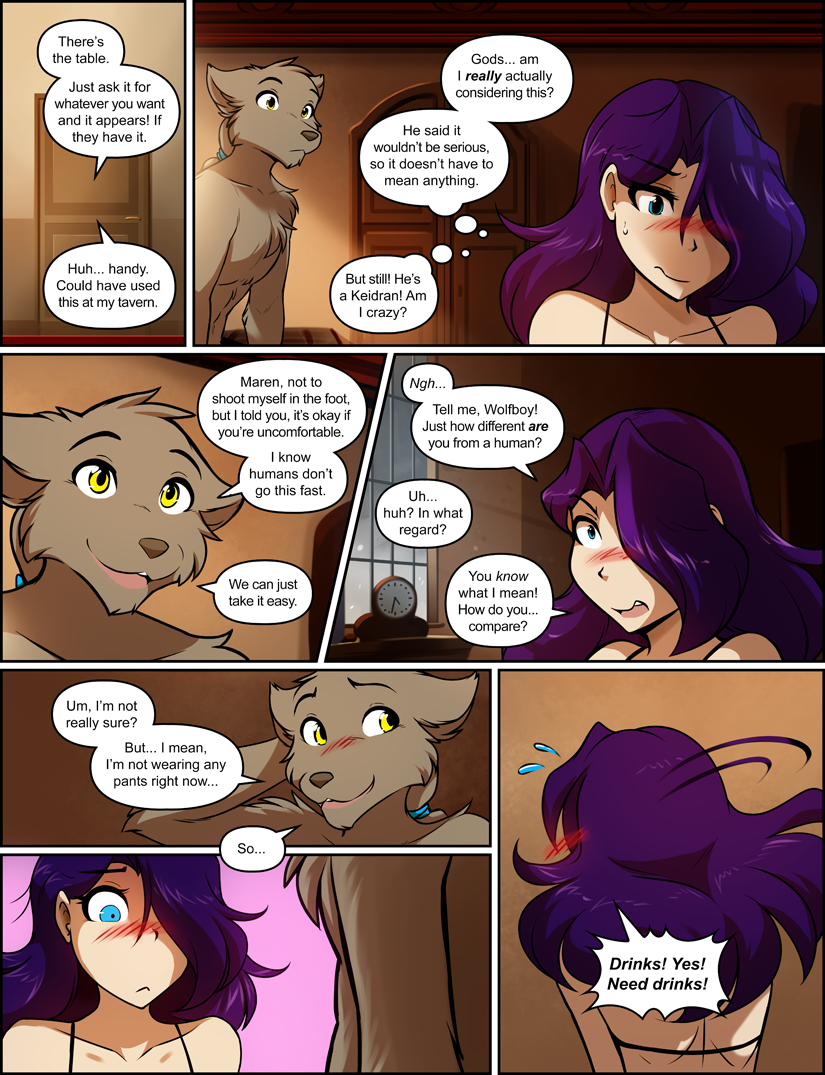 There's
the table.
Just ask it for
whatever you want
and it appears! If
they have it.
Huh... handy.
Could have used
this at my tavern.
Gods... am
I really actually
considering this?
He said it
wouldn't be serious,
so it doesn't have to
mean anything.
But still! He's
a Keidran! Am
I crazy?
Maren, not to
shoot myself in the foot,
but I told you, it's okay if
you're uncomfortable.
I know
humans don't
go this fast.
We can just
take it easy.
Ngh...
Tell me, Wolfboy!
Just how different are
you from a human?
Uh...
huh? In what
regard?
You know
what I mean!
How do you...
compare?
Um, I'm not
really sure?
But... I mean,
I'm not wearing any
pants right now...
So...
Drinks! Yes!
Need drinks!